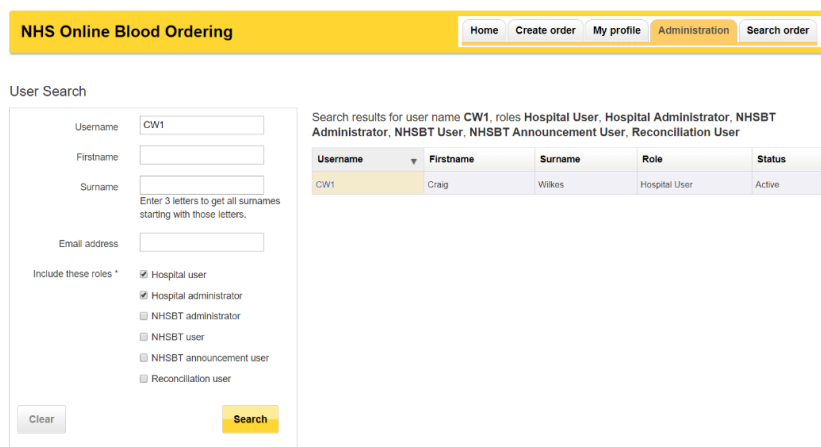 NHS Online Blood Ordering
Home Create order My profile Administration Search order
User Search
Username CW1
Firstname
Surname
Enter 3 letters to get all surnames
starting with those letters.
Email address
Include these roles * Hospital user
Hospital administrator
NHSBT administrator
NHSBT user
NHSBT announcement user
Reconciliation user
Clear Search
Search results for user name CW1, roles Hospital User, Hospital Administrator, NHSBT
Administrator, NHSBT User, NHSBT Announcement User, Reconciliation User
Username Firstname Surname Role Status
CW1 Craig Wilkes Hospital User Active